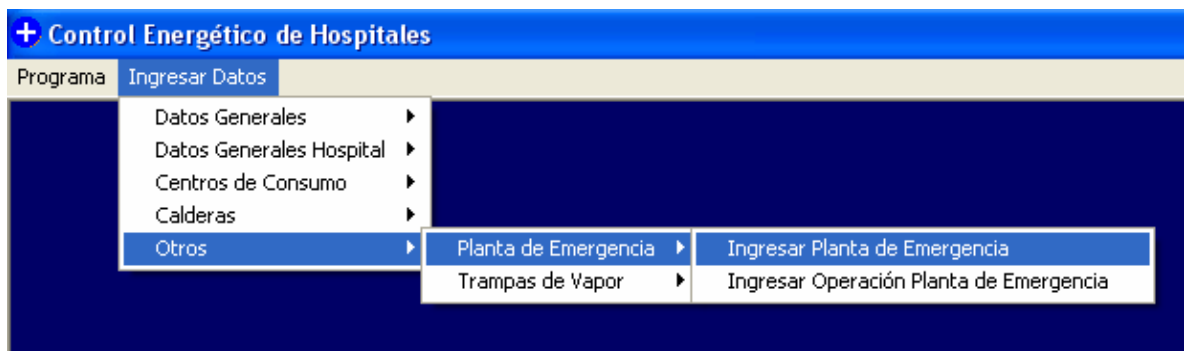 Control Energético de Hospitales
Programa Ingresar Datos
Datos Generales
Datos Generales Hospital
Centros de Consumo
Calderas
Otros Planta de Emergencia Ingresar Planta de Emergencia
Trampas de Vapor Ingresar Operación Planta de Emergencia